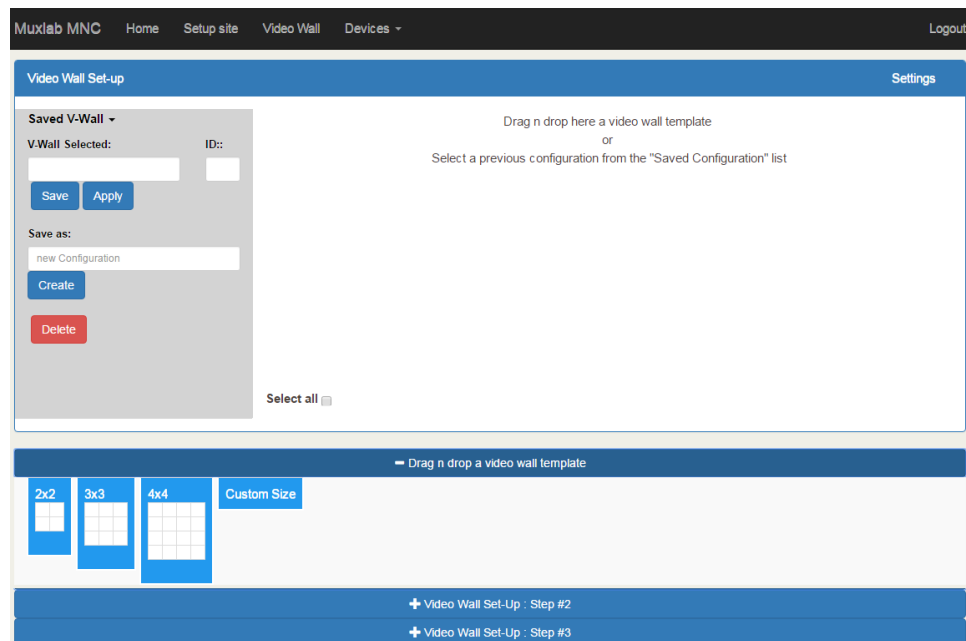 Muxlab MNC Home Setup site Video Wall Devices Logout
Video Wall Set-up Settings
Saved V-Wall
V-Wall Selected: ID::
Save Apply
Save as:
new Configuration
Create
Delete
Drag n drop here a video wall template
or
Select a previous configuration from the "Saved Configuration" list
Select all
Drag n drop a video wall template
2x2 3x3 4x4 Custom Size
Video Wall Set-Up : Step #2
Video Wall Set-Up : Step #3